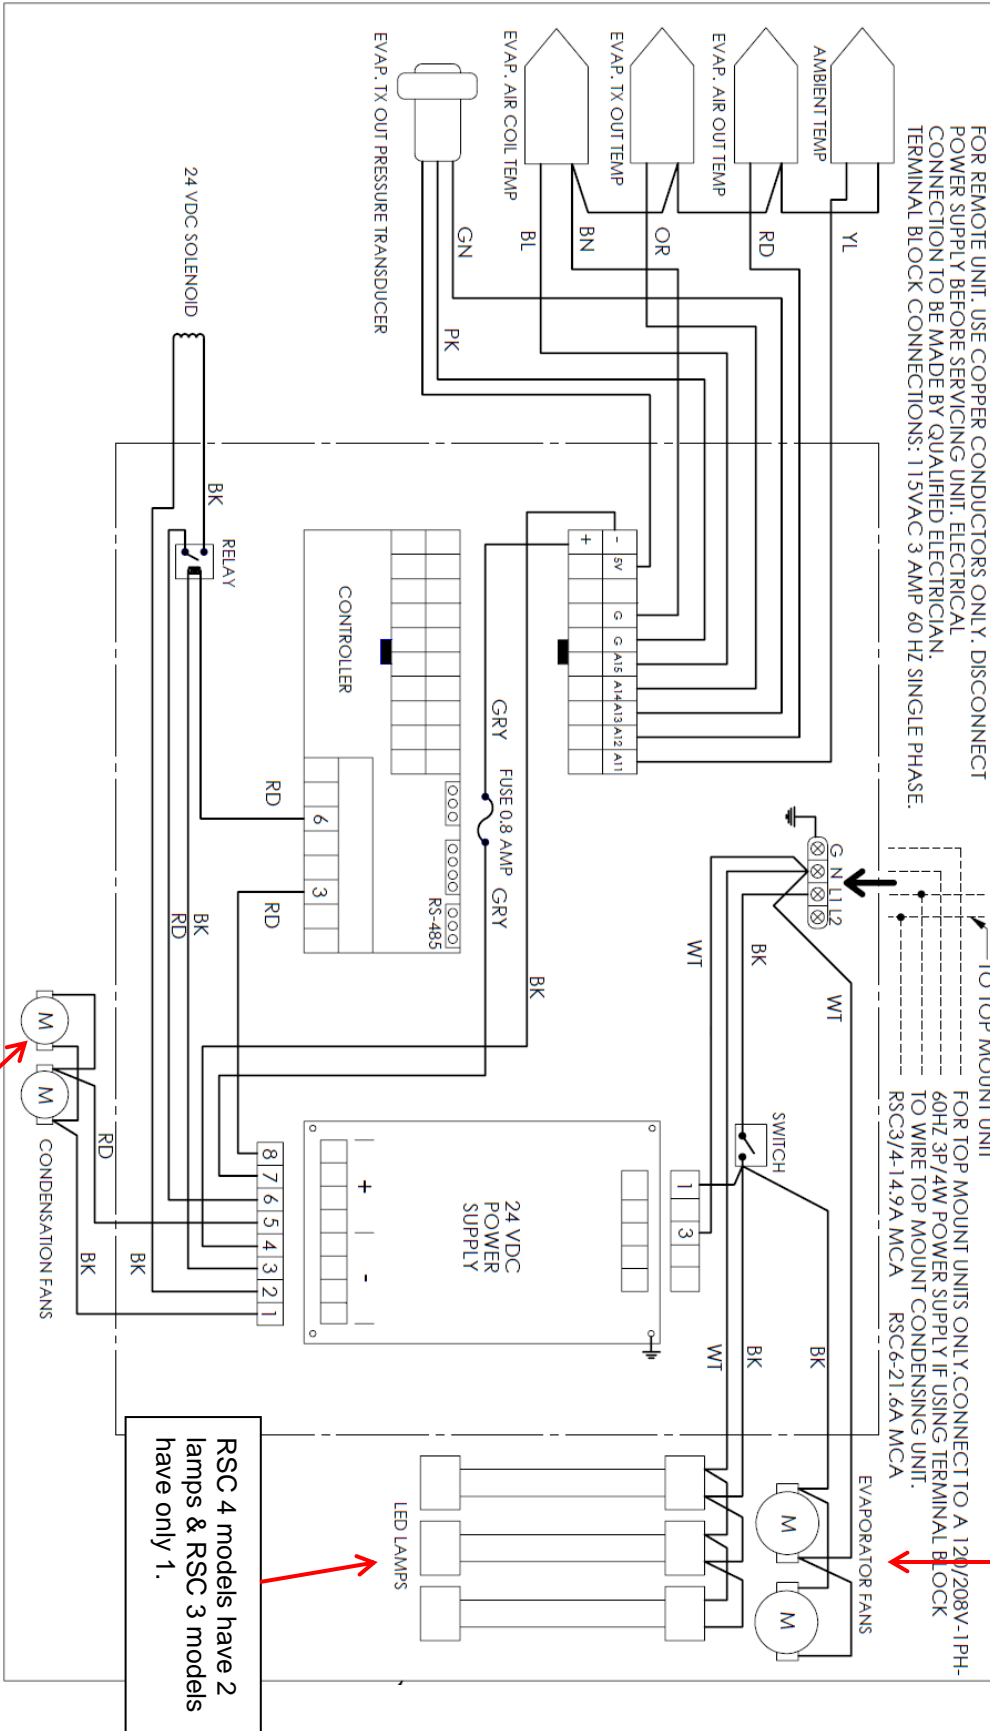 FOR REMOTE UNIT. USE COPPER CONDUCTORS ONLY. DISCONNECT
POWER SUPPLY BEFORE SERVICING UNIT. ELECTRICAL
CONNECTION TO BE MADE BY QUALIFIED ELECTRICIAN.
TERMINAL BLOCK CONNECTIONS: 115VAC 3 AMP 60 HZ SINGLE PHASE.
TO TOP MOUNT UNIT
FOR TOP MOUNT UNITS ONLY.CONNECT TO A 120/208V-1PH-
60HZ 3P/4W POWER SUPPLY IF USING TERMINAL BLOCK
TO WIRE TOP MOUNT CONDENSING UNIT.
RSC3/4-14.9A MCA RSC6-21.6A MCA
AMBIENT TEMP
EVAP. AIR OUT TEMP
EVAP. TX OUT TEMP
EVAP. AIR COIL TEMP
EVAP. TX OUT PRESSURE TRANSDUCER
YL
RD
OR
BN
BL
GN
PK
24 VDC SOLENOID
BK
RELAY
- 5V G G A15 A14 A13 A12 A11
+
CONTROLLER
GRY FUSE 0.8 AMP GRY
RS-485
6 3
RD
RD
BK
RD
BK
G N L1 L2
WT
BK
WT
SWITCH
1 3
24 VDC
POWER
SUPPLY
+ -
8 7 6 5 4 3 2 1
M M
CONDENSATION FANS
RD
BK
BK
WT
BK
BK
EVAPORATOR FANS
M M
LED LAMPS
RSC 4 models have 2
lamps & RSC 3 models
have only 1.